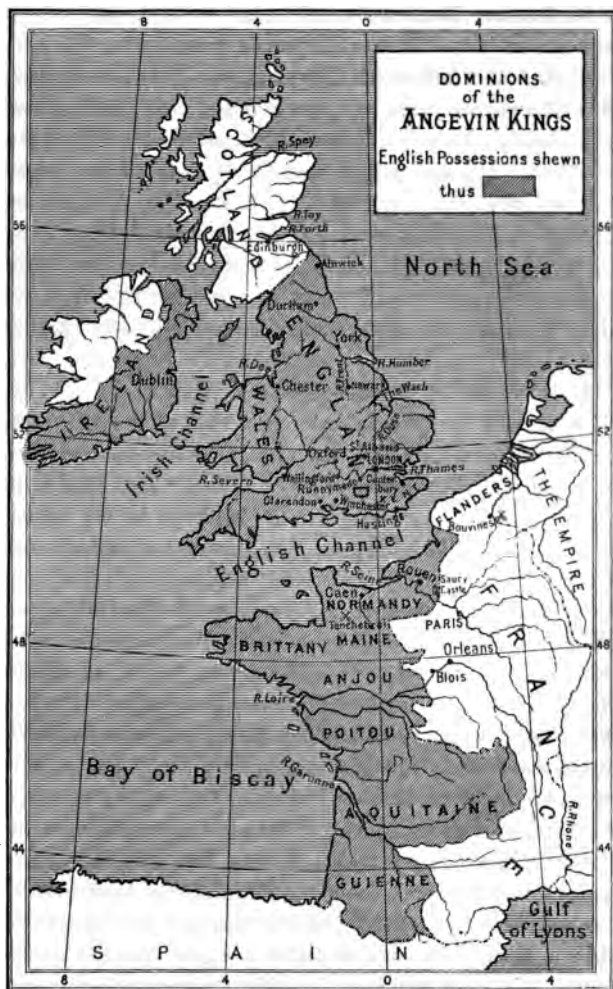 8 4 0 4
DOMINIONS
of the
ANGEVIN KINGS
English Possessions shewn
thus
SCOTLAND
R.Spey
R.Tay
R.Forth
56
56
Edinburgh
Alnwick
North Sea
Durham
ENGLAND
York
IRELAND
Dublin
R.Humber
R.Dee
Chester
Wash
WALES
52
52
Irish Channel
Oxford
St Albans
LONDON
R.Thames
R.Severn
Wallingford
Runnymede
Canter-
bury
Clarendon
Winchester
Hastings
FLANDERS
Bouvines
THE EMPIRE
English Channel
R.Seine
Rouen
Saucy
Castle
Caen
NORMANDY
Tenchebrai
PARIS
FRANCE
48
48
BRITTANY
MAINE
Orleans
ANJOU
Blois
R.Loire
POITOU
Bay of Biscay
R.Garonne
AQUITAINE
R.Rhone
44
44
GUIENNE
Gulf
of Lyons
SPAIN
8 4 0 4